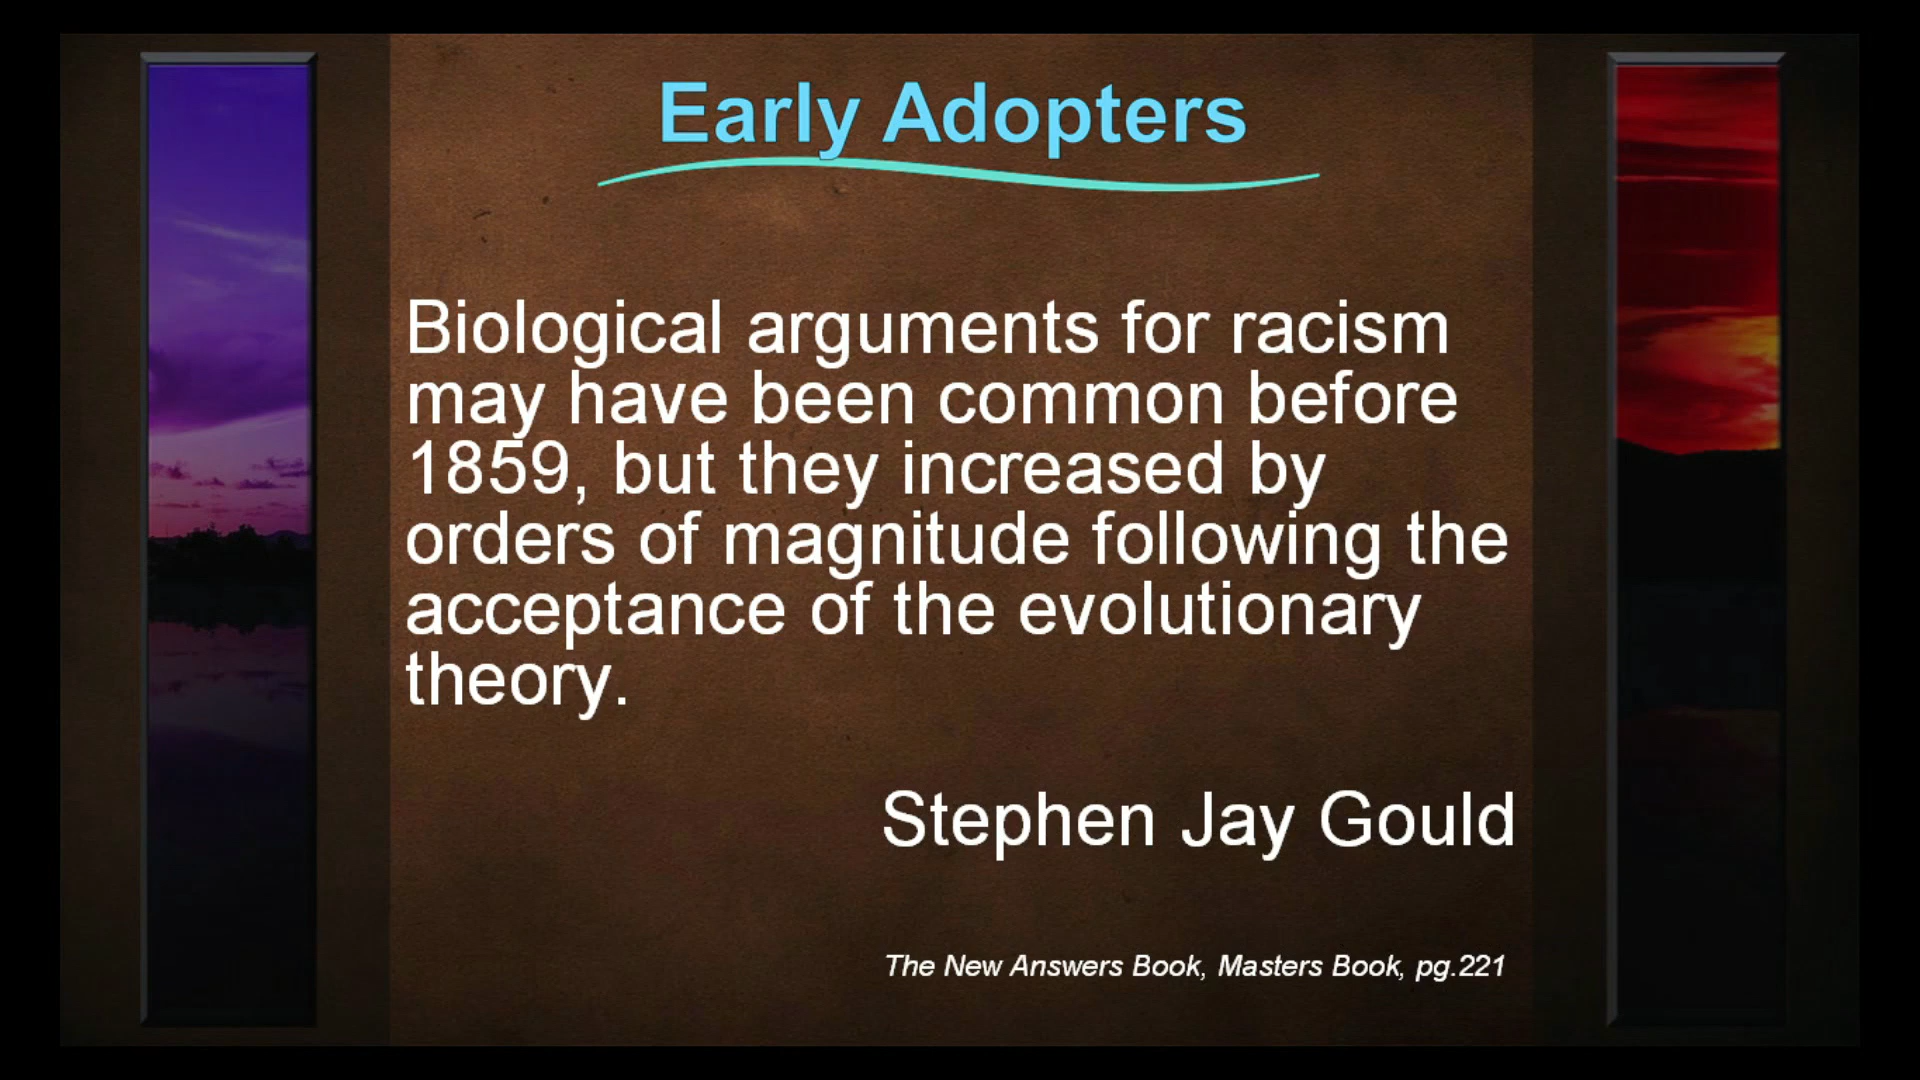 Early Adopters
Biological arguments for racism
may have been common before
1859, but they increased by
orders of magnitude following the
acceptance of the evolutionary
theory.
Stephen Jay Gould
The New Answers Book, Masters Book, pg.221